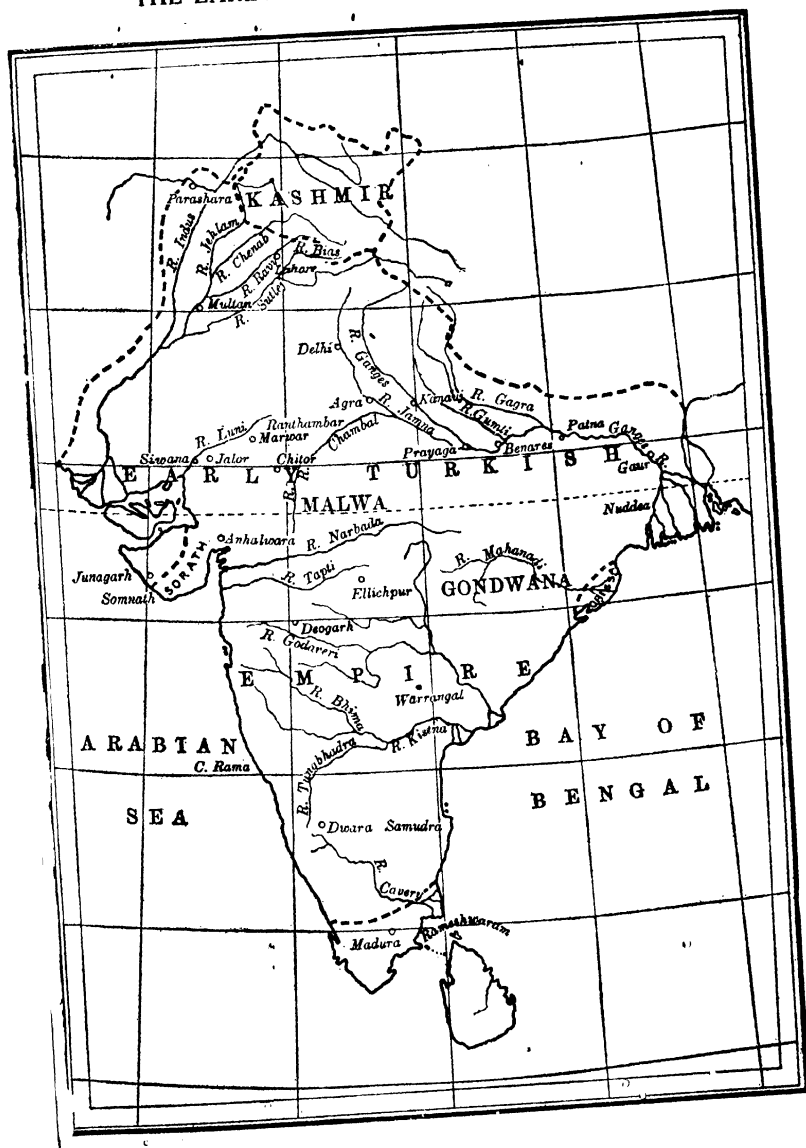 THE
Parashara
KASHMIR
R. Indus
R. Jehlam
R. Chenab
R. Ravi
R. Bias
Lahore
Multan
R. Sutlej
Delhi
R. Ganges
Agra
R. Jamna
Kanauj
R. Gagra
R. Gumti
R. Luni
Ranthambar
Marwar
Chambal
Patna
Ganges R.
Prayaga
Benares
Siwana
Jalor
Chitor
R.
EARLY TURKISH
Gaur
MALWA
Nuddea
Anhalwara
R. Narbada
R. Mahanadi
Junagarh
SORATH
R. Tapti
Ellichpur
GONDWANA
Somnath
Deogarh
R. Godaveri
EMPIRE
R. Bhima
Warrangal
ARABIAN
SEA
R. Kistna
BAY OF
BENGAL
C. Rama
R. Tungbhadra
Dwara Samudra
R.
Cavery
Rameshwaram
Madura